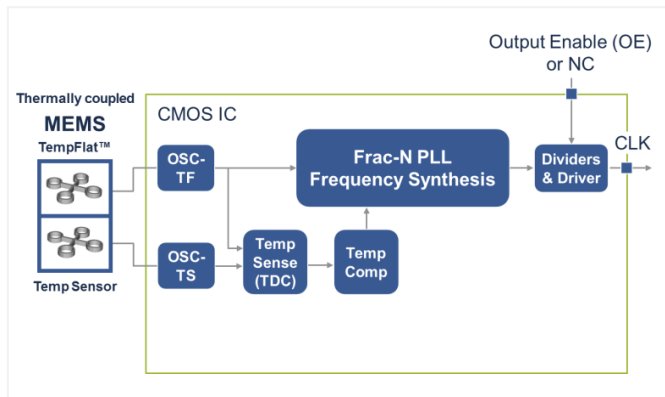 Output Enable (OE)
or NC
Thermally coupled
MEMS
TempFlat™
CMOS IC
CLK
OSC-
TF
Frac-N PLL
Frequency Synthesis
Dividers
& Driver
OSC-
TS
Temp
Sense
(TDC)
Temp
Comp
Temp Sensor